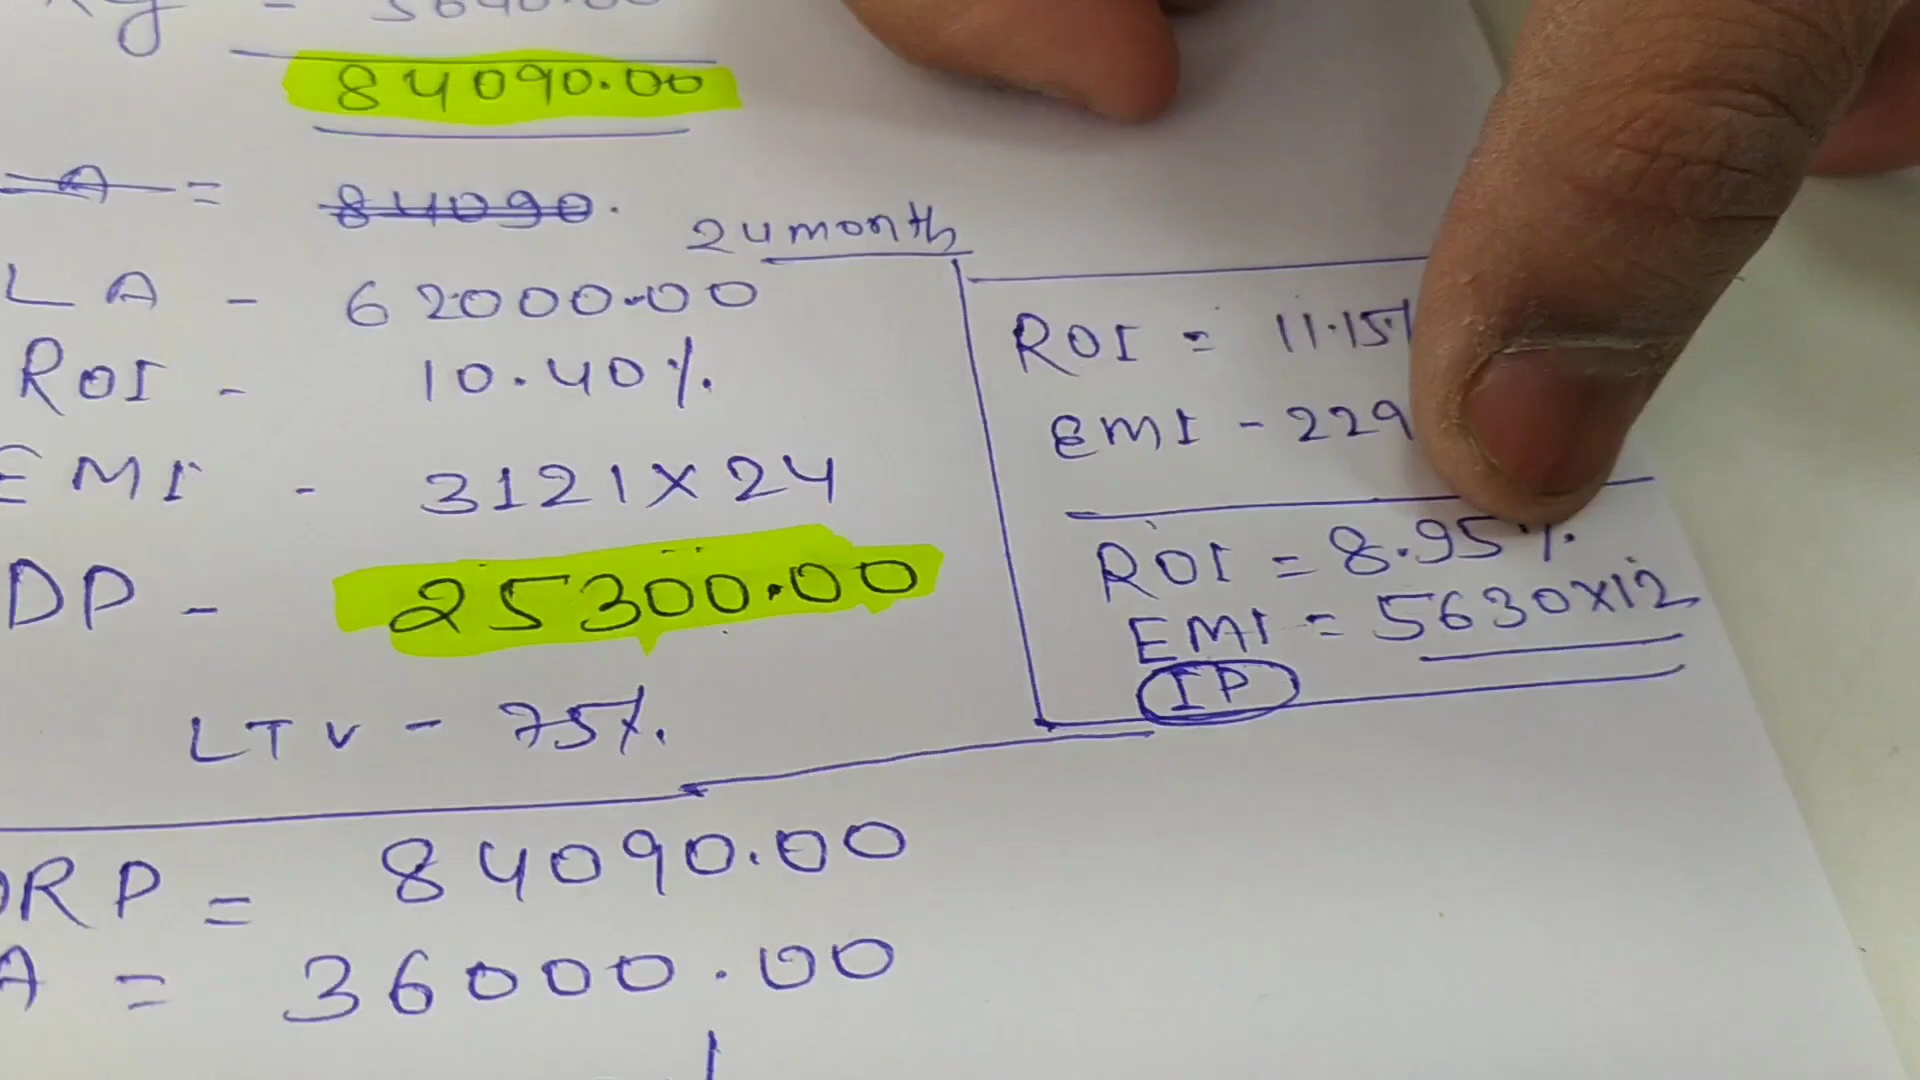 84090.00
A = 84090.
24month
LA - 62000.00
ROI - 10.40%.
EMI - 3121x24
DP - 25300.00
LTV - 75%.
ROI = 11.15%
EMI - 229
ROI = 8.95%.
EMI = 5630x12
IP
ORP = 84090.00
A = 36000.00